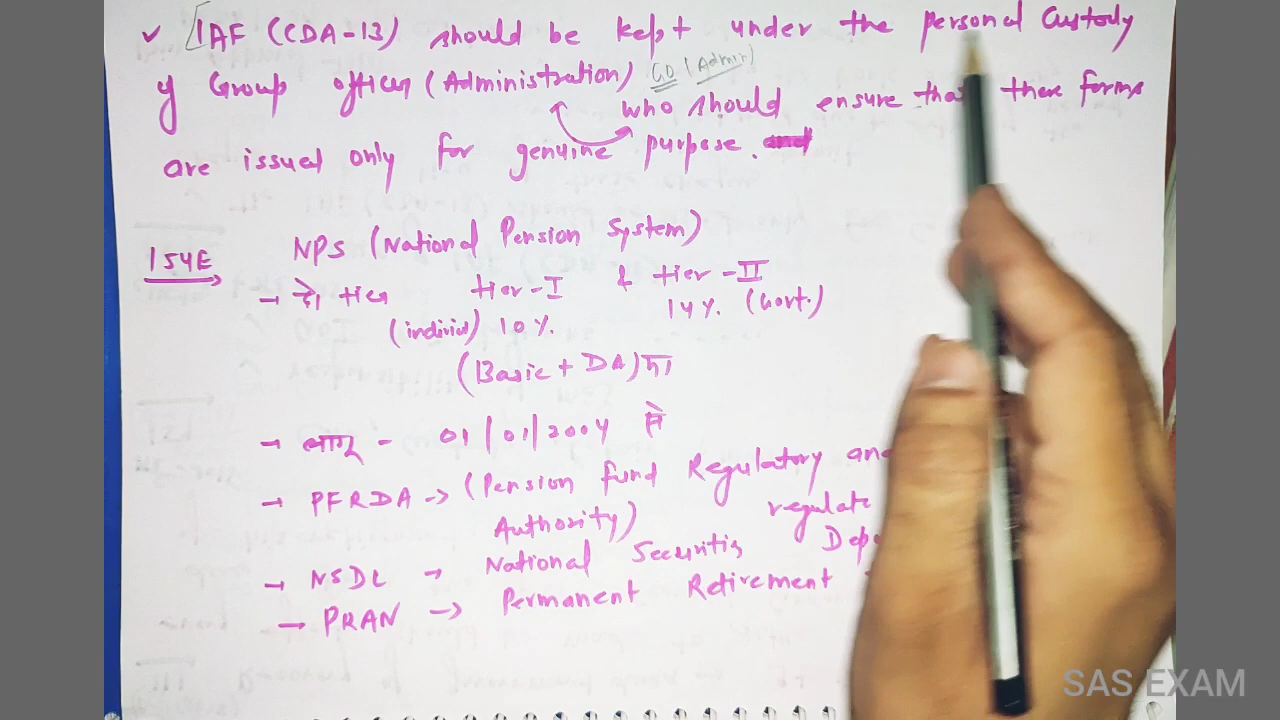 ✓ IAF (CDA-13) should be kept under the personal Custody
of Group officer (Administration) GO (Admin)
who should ensure that these forms
are issued only for genuine purpose.
154E NPS (National Pension System)
→ दो tier tier-I & tier-II
(individ) 10%. 14%. (Govt.)
(Basic + DA) का
→ लागू - 01/01/2004 से
→ PFRDA → (Pension fund Regulatory and
Authority) regulate
→ NSDL → National Securitis Depo
→ PRAN → Permanent Retirement
SAS EXAM